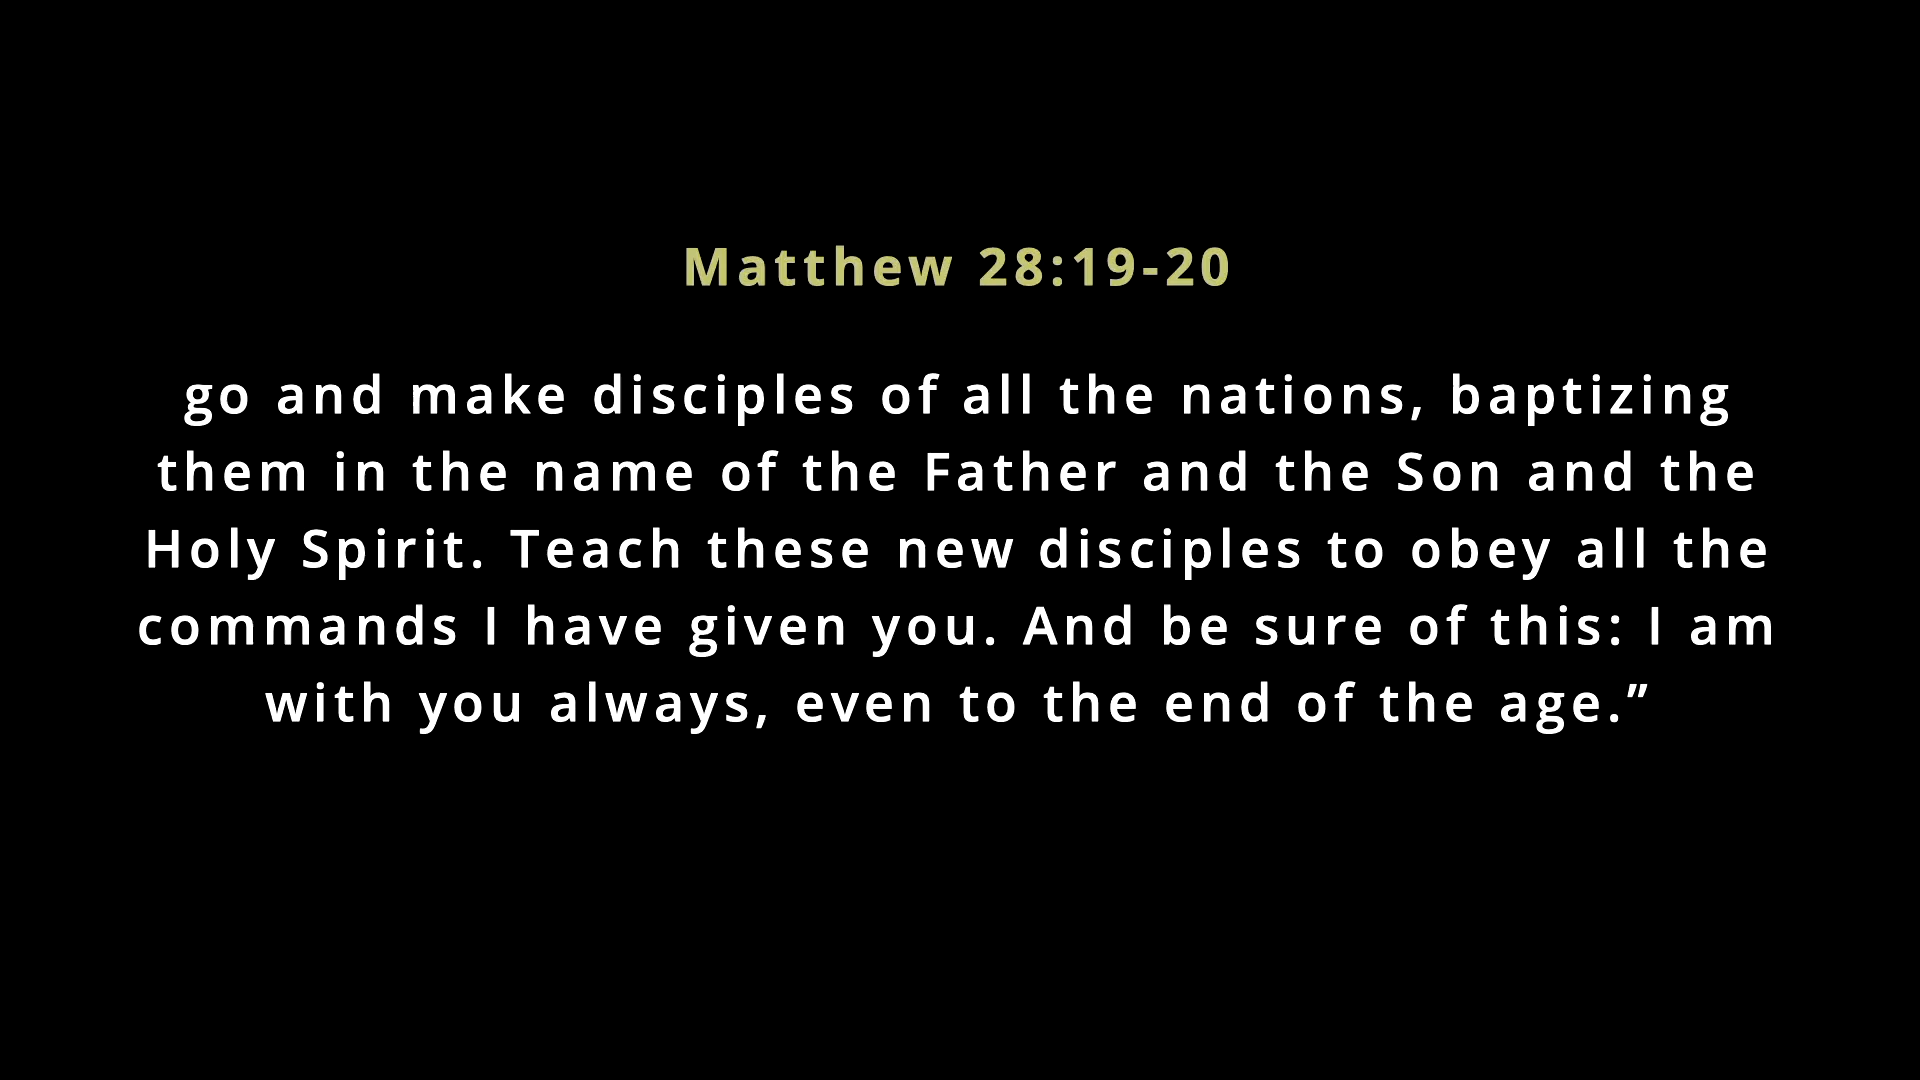 Matthew 28:19-20
go and make disciples of all the nations, baptizing
them in the name of the Father and the Son and the
Holy Spirit. Teach these new disciples to obey all the
commands I have given you. And be sure of this: I am
with you always, even to the end of the age.”